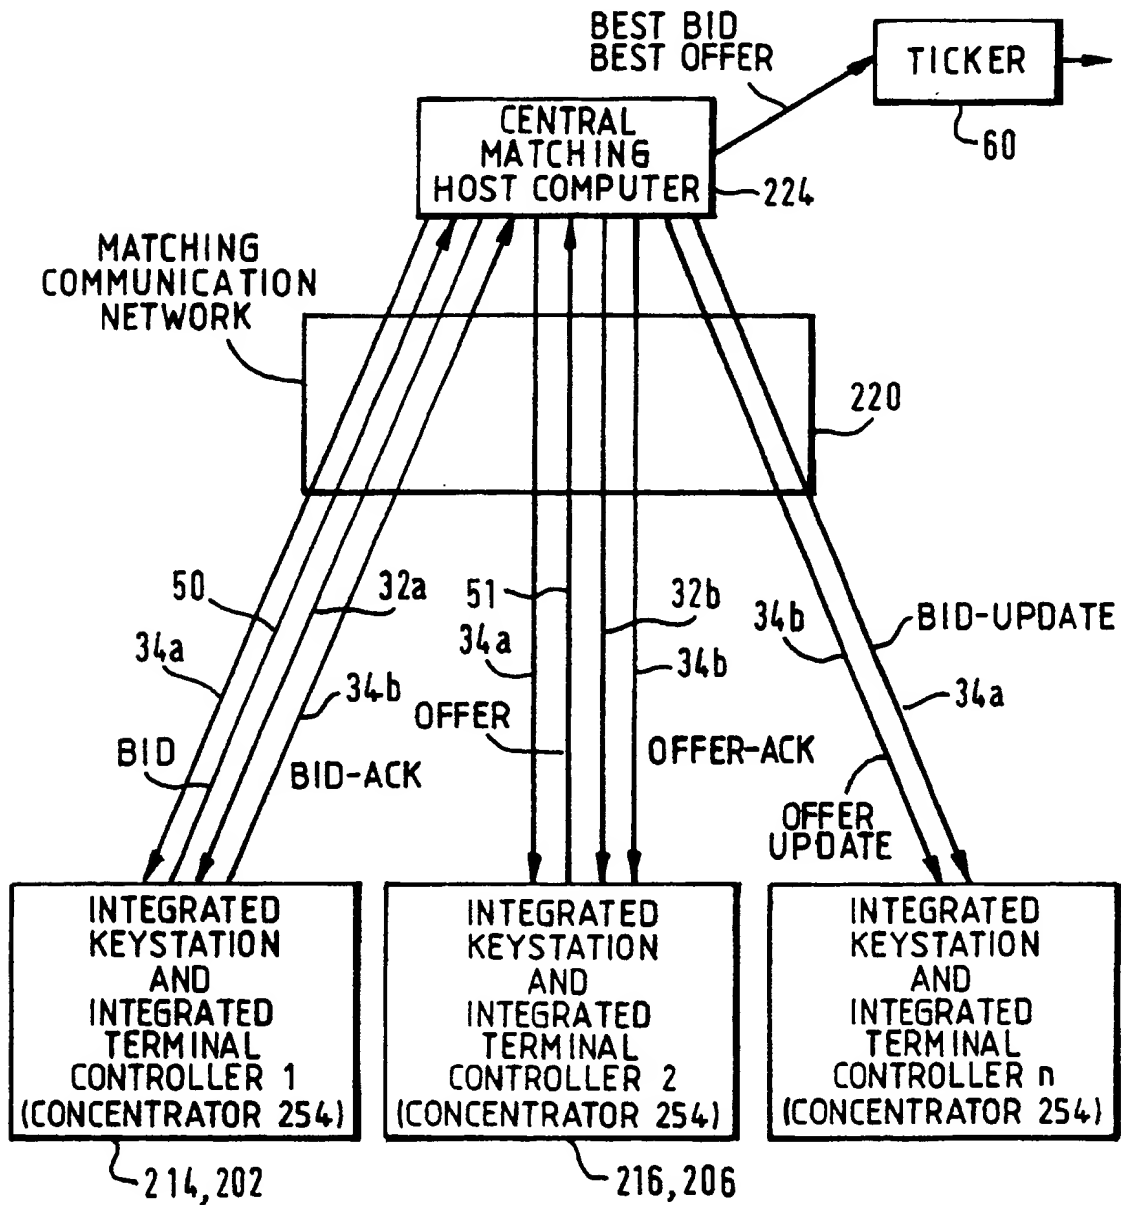 BEST BID
BEST OFFER
TICKER
60
CENTRAL
MATCHING
HOST COMPUTER
224
MATCHING
COMMUNICATION
NETWORK
220
50
32a
34a
34b
BID
BID-ACK
51
32b
34a
34b
OFFER
OFFER-ACK
34b
BID-UPDATE
34a
OFFER
UPDATE
INTEGRATED
KEYSTATION
AND
INTEGRATED
TERMINAL
CONTROLLER 1
(CONCENTRATOR 254)
214,202
INTEGRATED
KEYSTATION
AND
INTEGRATED
TERMINAL
CONTROLLER 2
(CONCENTRATOR 254)
216,206
INTEGRATED
KEYSTATION
AND
INTEGRATED
TERMINAL
CONTROLLER n
(CONCENTRATOR 254)